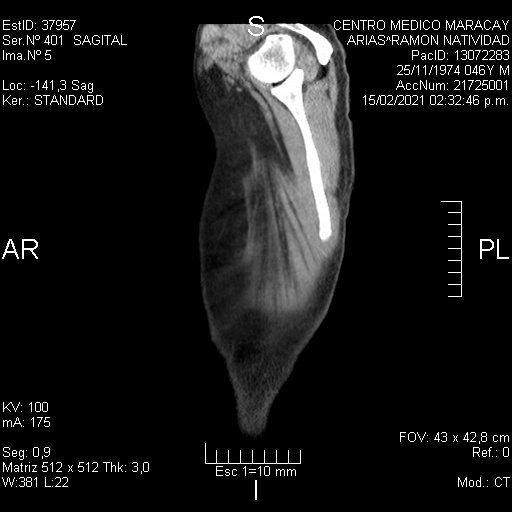 EstID: 37957
Ser.Nº 401 SAGITAL
Ima.Nº 5
Loc: -141,3 Sag
Ker.: STANDARD
S
CENTRO MEDICO MARACAY
ARIAS^RAMON NATIVIDAD
PacID: 13072283
25/11/1974 046Y M
AccNum: 21725001
15/02/2021 02:32:46 p.m.
AR
PL
KV: 100
mA: 175
Seg: 0,9
Matriz 512 x 512 Thk: 3,0
W:381 L:22
Esc 1=10 mm
I
FOV: 43 x 42,8 cm
Ref.: 0
Mod.: CT